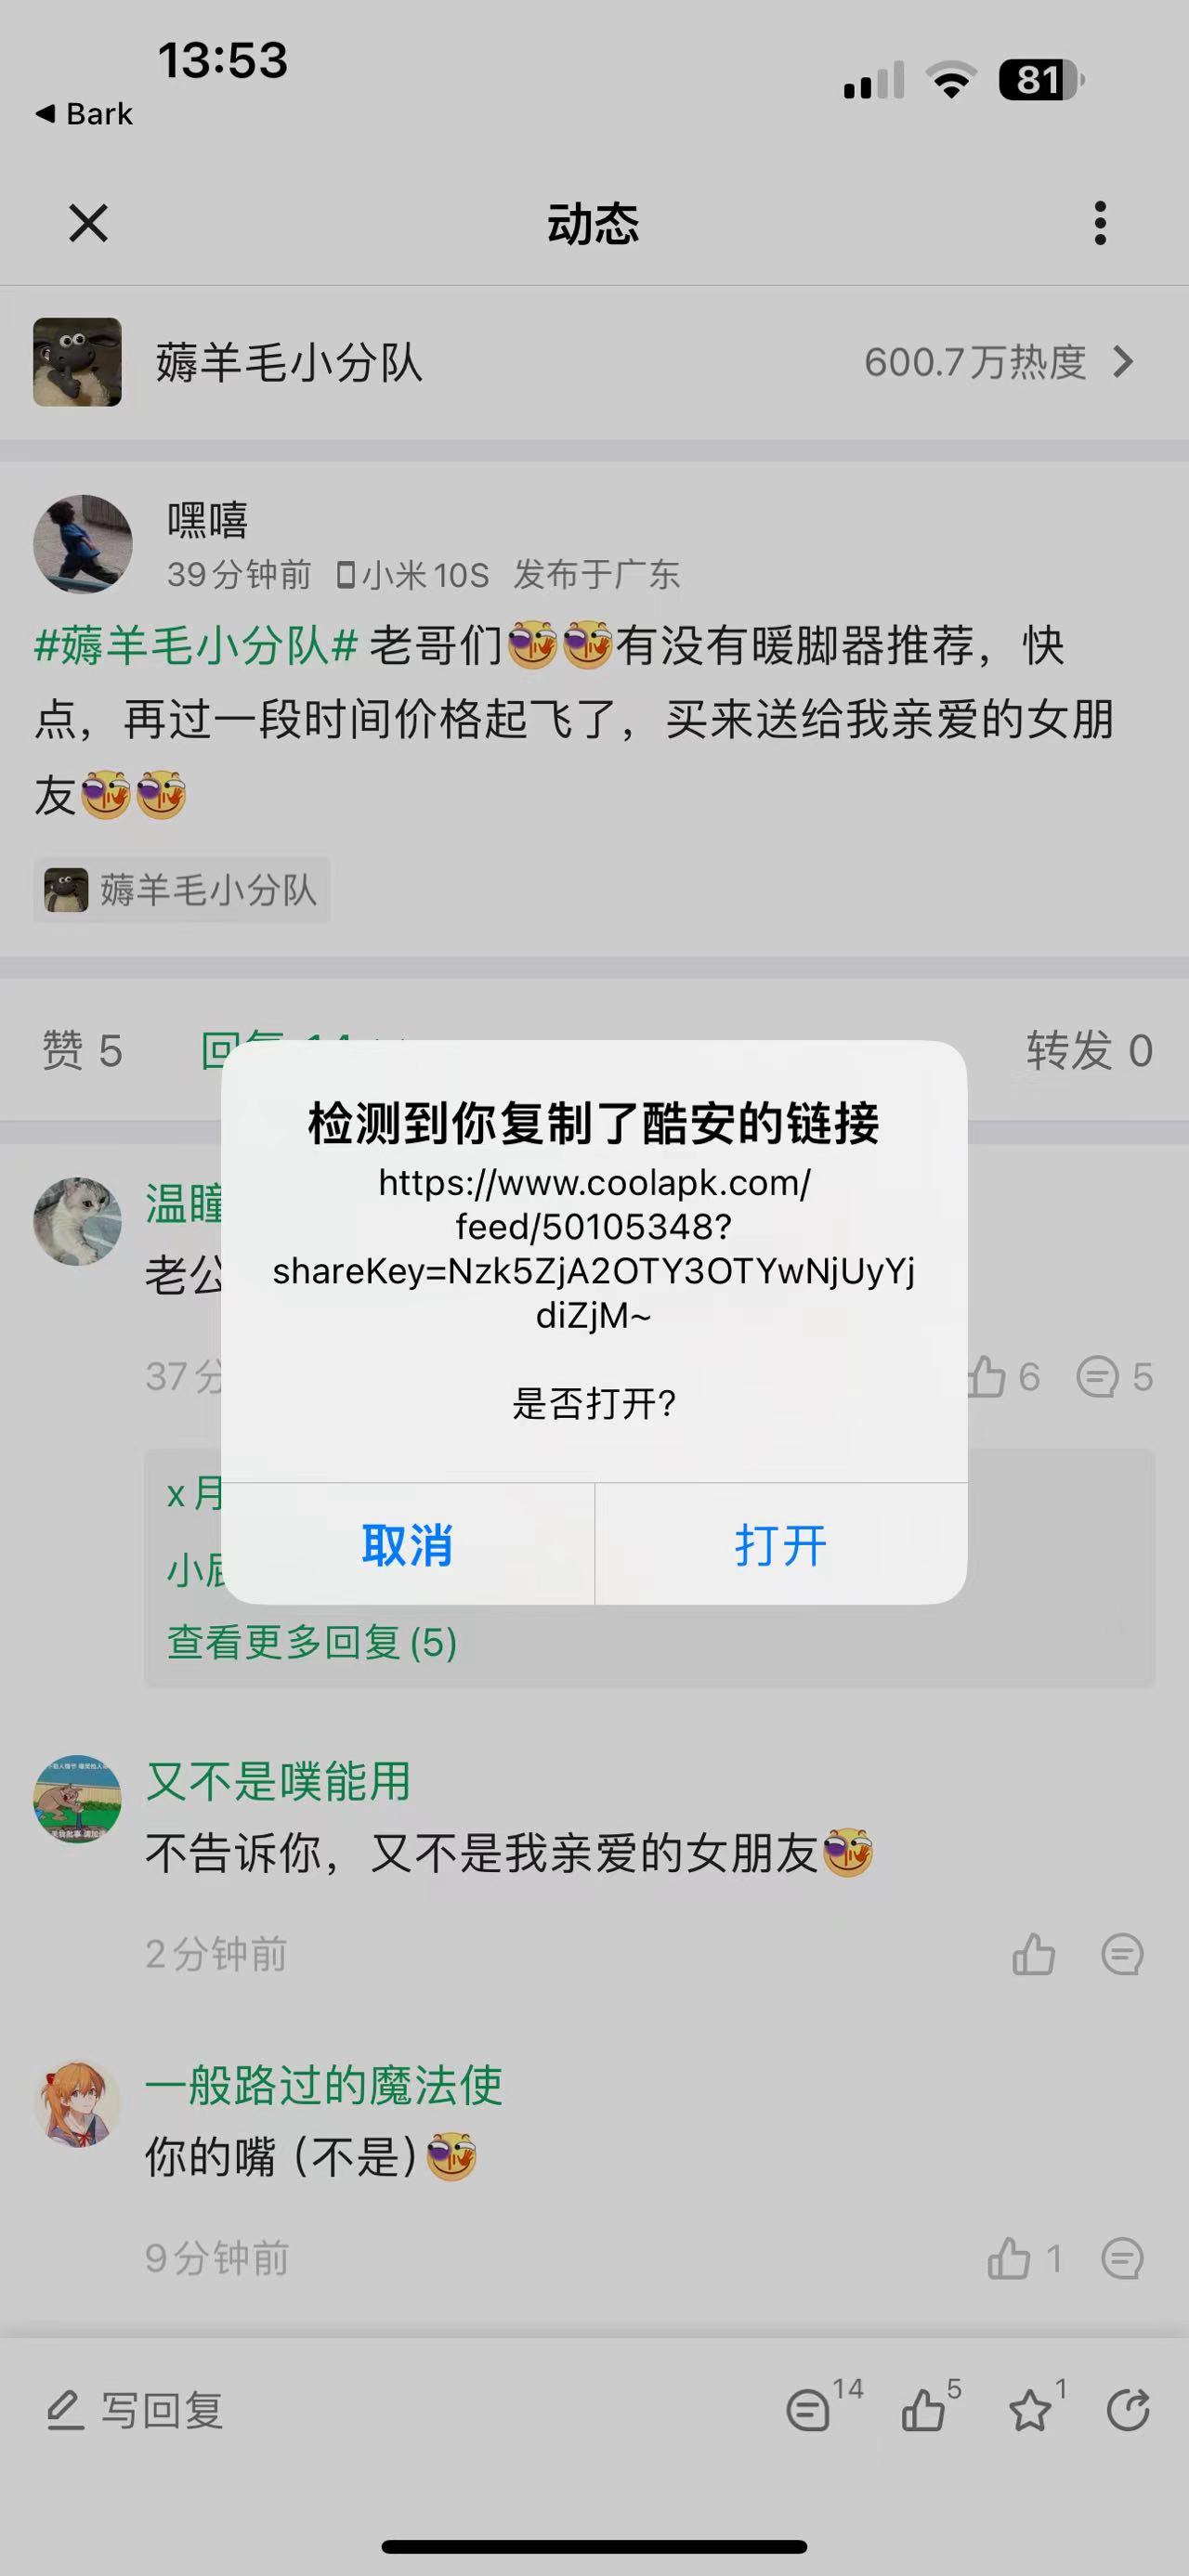 13:53
81
Bark
动态
薅羊毛小分队
600.7万热度
嘿嘻
39分钟前 小米10S 发布于广东
#薅羊毛小分队# 老哥们有没有暖脚器推荐，快
点，再过一段时间价格起飞了，买来送给我亲爱的女朋
友
薅羊毛小分队
赞 5
回复 14
转发 0
检测到你复制了酷安的链接
https://www.coolapk.com/
feed/50105348?
shareKey=Nzk5ZjA2OTY3OTYwNjUyYj
diZjM~
是否打开?
取消
打开
温瞳
老公
37分
6
5
x月
小屁
查看更多回复(5)
又不是噗能用
不告诉你，又不是我亲爱的女朋友
2分钟前
一般路过的魔法使
你的嘴 (不是)
9分钟前
1
写回复
14
5
1